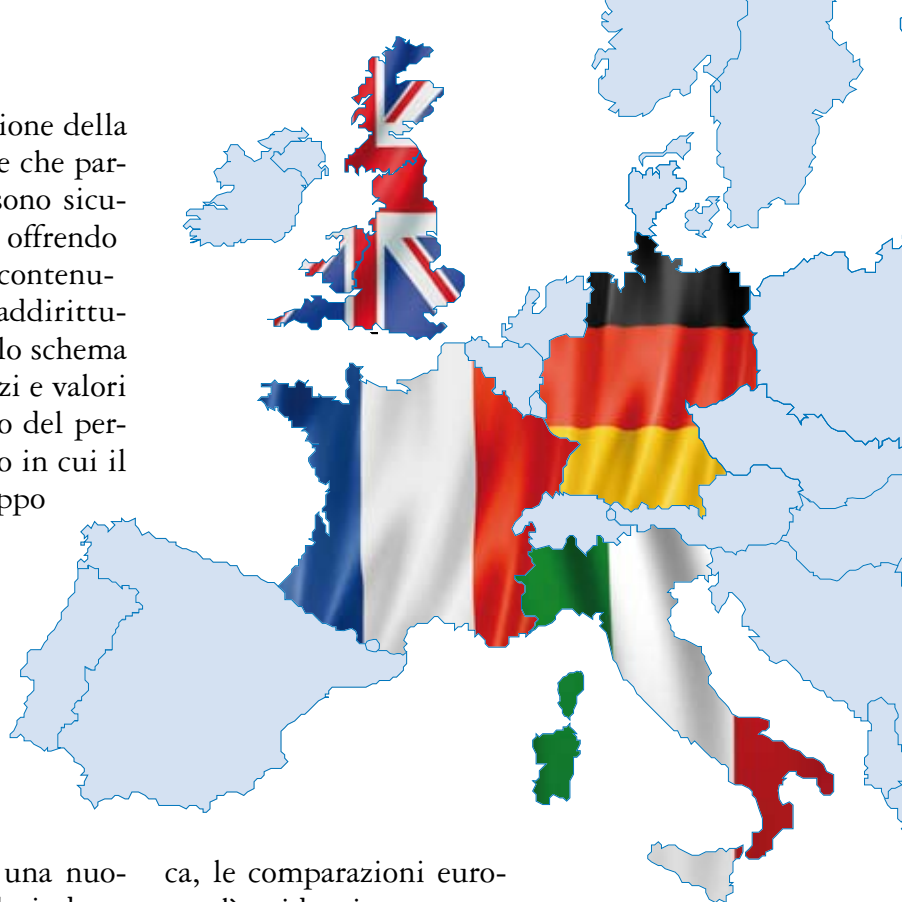 ione della
e che par-
sono sicu-
offrendo
contenu-
addirittu-
lo schema
zi e valori
o del per-
o in cui il
ppo
una nuo-
ca, le comparazioni euro-